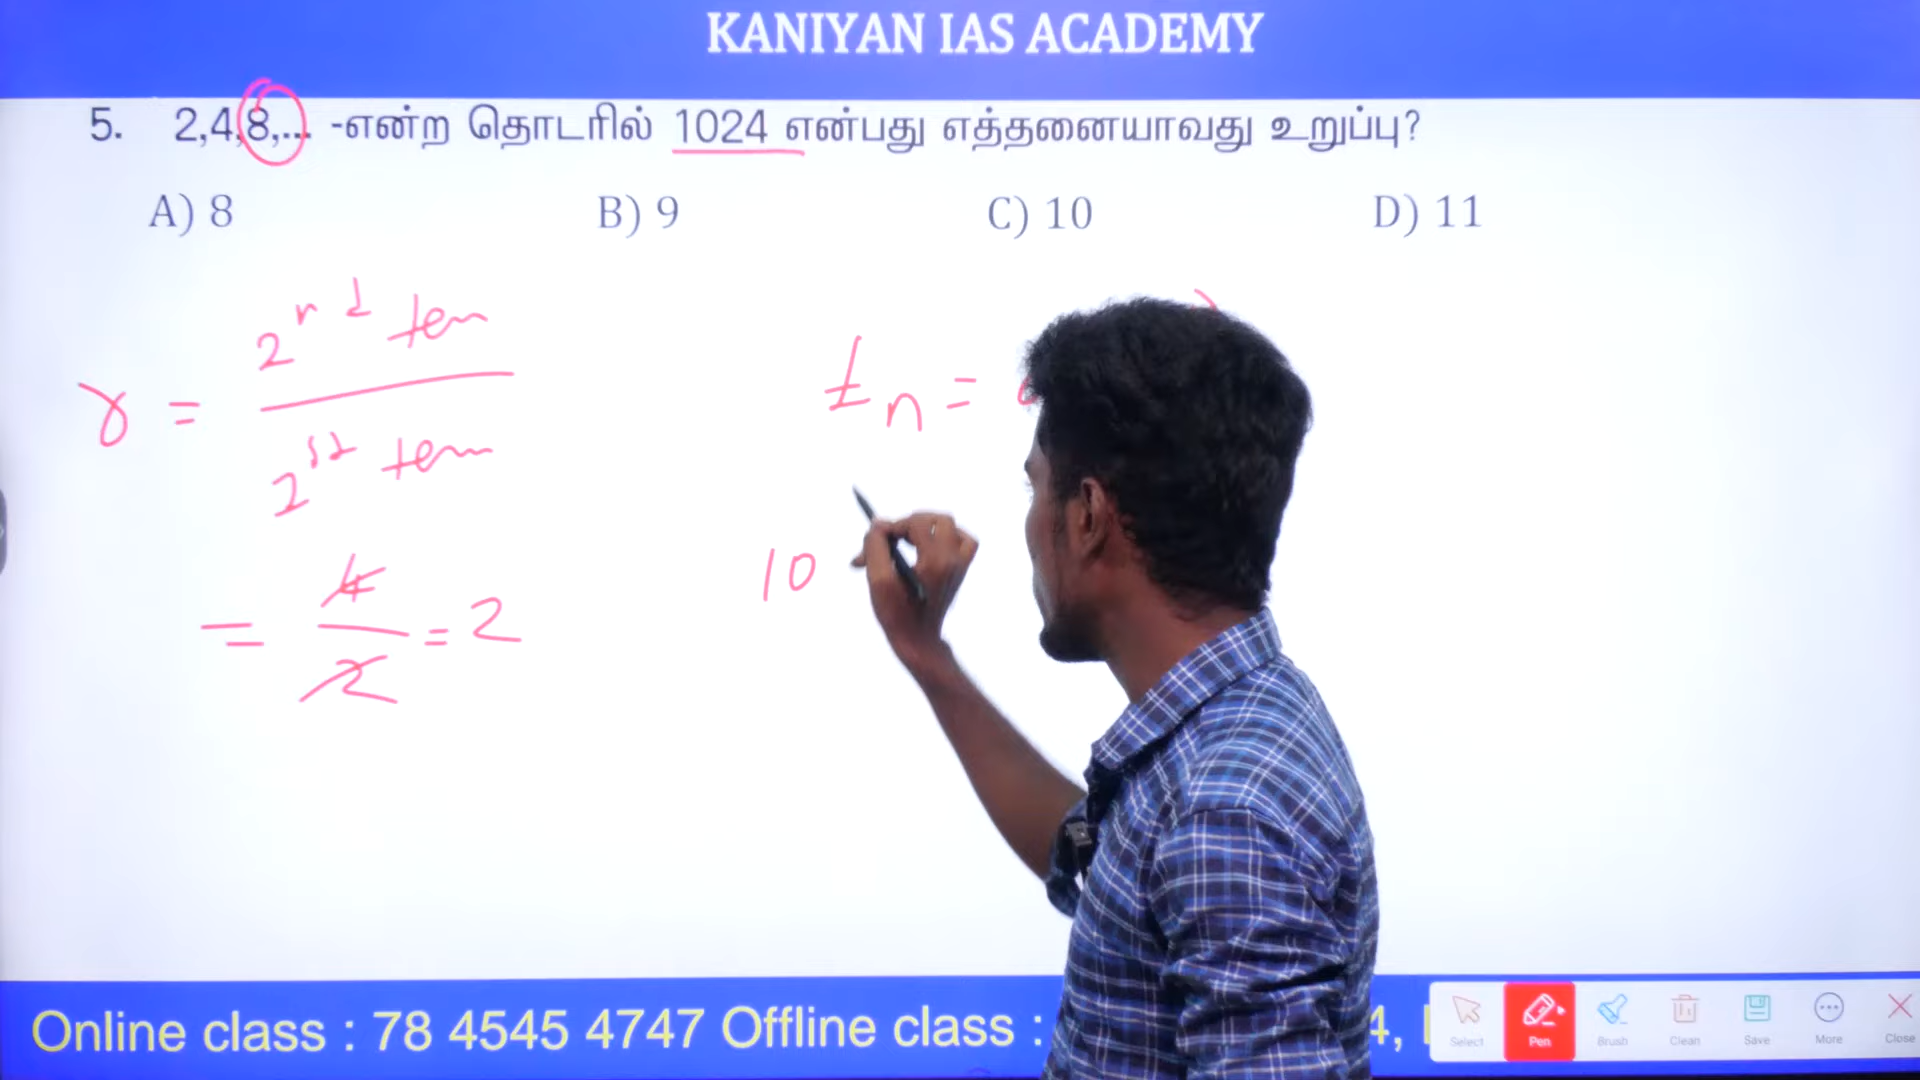 KANIYAN IAS ACADEMY
5. 2,4,8,... -என்ற தொடரில் 1024 என்பது எத்தனையாவது உறுப்பு?
A) 8 B) 9 C) 10 D) 11
r = 2nd term / 2st term
= 4/2 = 2
tn =
10
Online class : 78 4545 4747 Offline class :
4,
Select Pen Brush Clean Save More Close